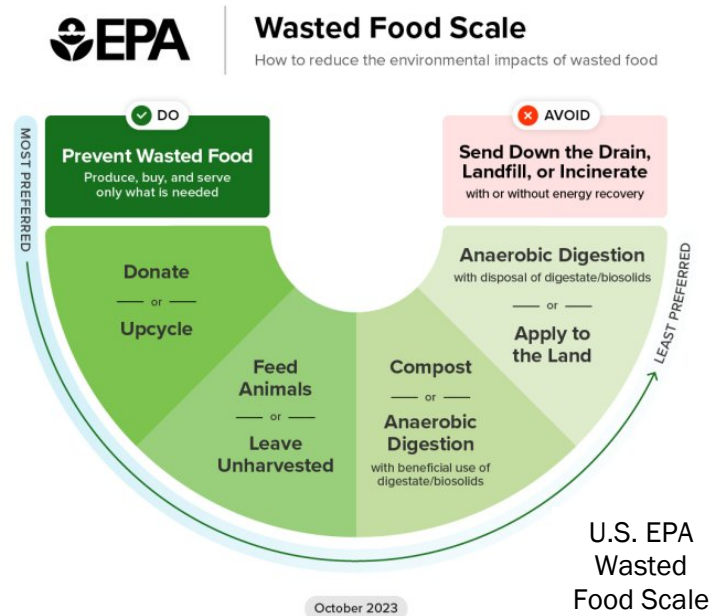 EPA
Wasted Food Scale
How to reduce the environmental impacts of wasted food
MOST PREFERRED
DO
Prevent Wasted Food
Produce, buy, and serve
only what is needed
AVOID
Send Down the Drain,
Landfill, or Incinerate
with or without energy recovery
Donate
or
Upcycle
Feed
Animals
or
Leave
Unharvested
Compost
or
Anaerobic
Digestion
with beneficial use of
digestate/biosolids
Anaerobic Digestion
with disposal of digestate/biosolids
or
Apply to
the Land
LEAST PREFERRED
October 2023
U.S. EPA
Wasted
Food Scale